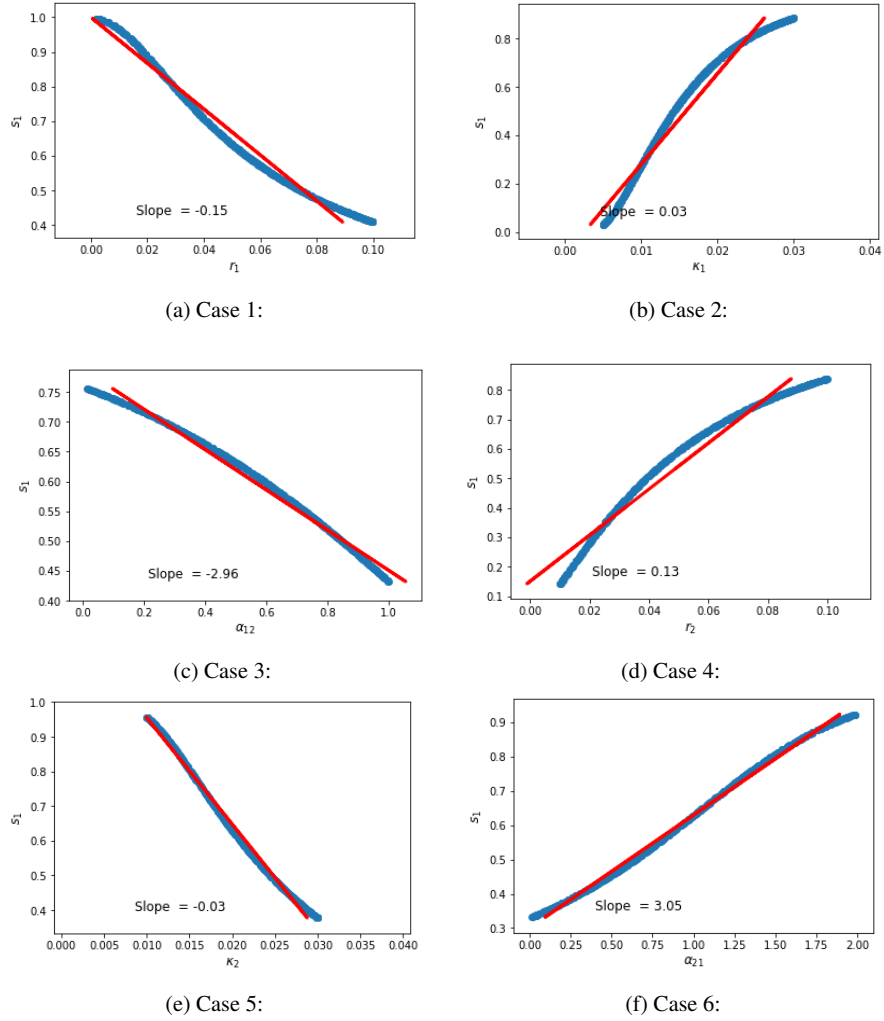 1.0
0.9
0.8
0.7
0.6
0.5
0.4
s₁
Slope = -0.15
0.00 0.02 0.04 0.06 0.08 0.10
r₁
(a) Case 1:
0.8
0.6
0.4
0.2
0.0
s₁
Slope = 0.03
0.00 0.01 0.02 0.03 0.04
κ₁
(b) Case 2:
0.75
0.70
0.65
0.60
0.55
0.50
0.45
0.40
s₁
Slope = -2.96
0.0 0.2 0.4 0.6 0.8 1.0
α₁₂
(c) Case 3:
0.8
0.7
0.6
0.5
0.4
0.3
0.2
0.1
s₁
Slope = 0.13
0.00 0.02 0.04 0.06 0.08 0.10
r₂
(d) Case 4:
1.0
0.9
0.8
0.7
0.6
0.5
0.4
s₁
Slope = -0.03
0.000 0.005 0.010 0.015 0.020 0.025 0.030 0.035 0.040
κ₂
(e) Case 5:
0.9
0.8
0.7
0.6
0.5
0.4
0.3
s₁
Slope = 3.05
0.00 0.25 0.50 0.75 1.00 1.25 1.50 1.75 2.00
α₂₁
(f) Case 6: